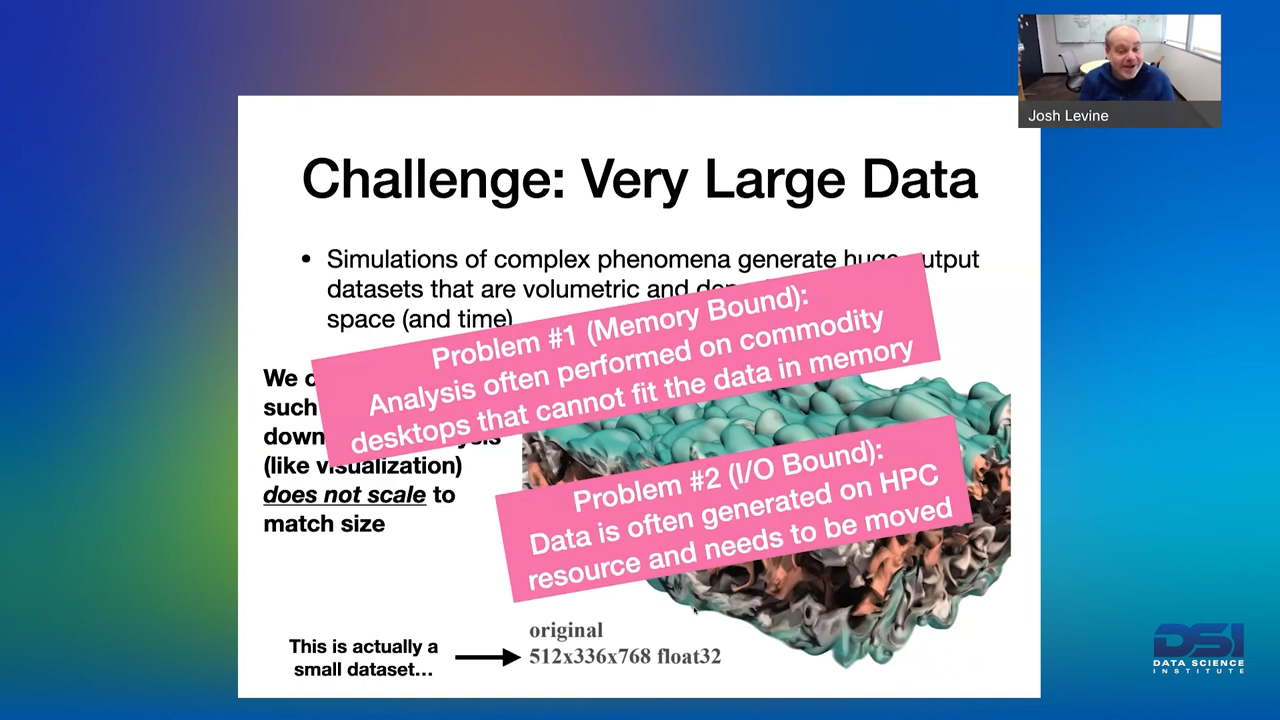 Josh Levine
Challenge: Very Large Data
• Simulations of complex phenomena generate huge output
datasets that are volumetric and
space (and time)
Problem #1 (Memory Bound):
Analysis often performed on commodity
desktops that cannot fit the data in memory
We
such
down
(like visualization)
does not scale to
match size
Problem #2 (I/O Bound):
Data is often generated on HPC
resource and needs to be moved
original
512x336x768 float32
This is actually a
small dataset…
DSI
DATA SCIENCE
INSTITUTE